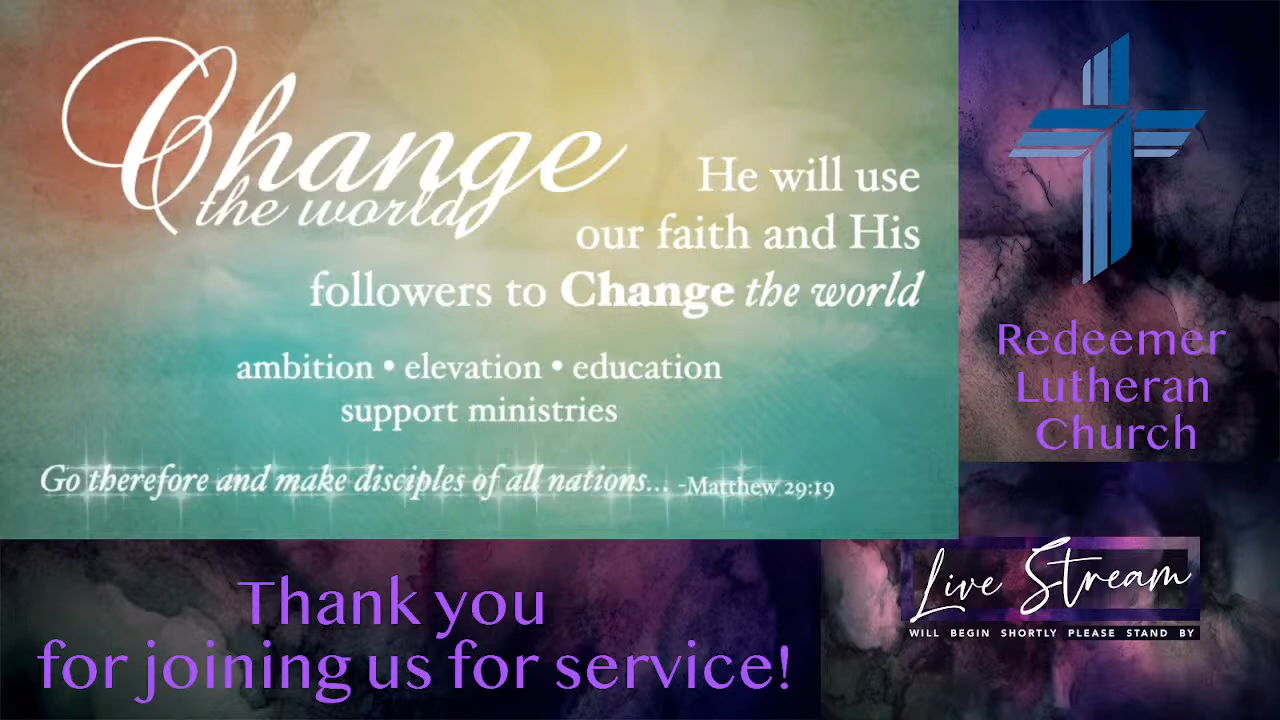 Change
the world
He will use
our faith and His
followers to Change the world
ambition • elevation • education
support ministries
Go therefore and make disciples of all nations... -Matthew 29:19
Redeemer
Lutheran
Church
Thank you
for joining us for service!
Live Stream
WILL BEGIN SHORTLY PLEASE STAND BY